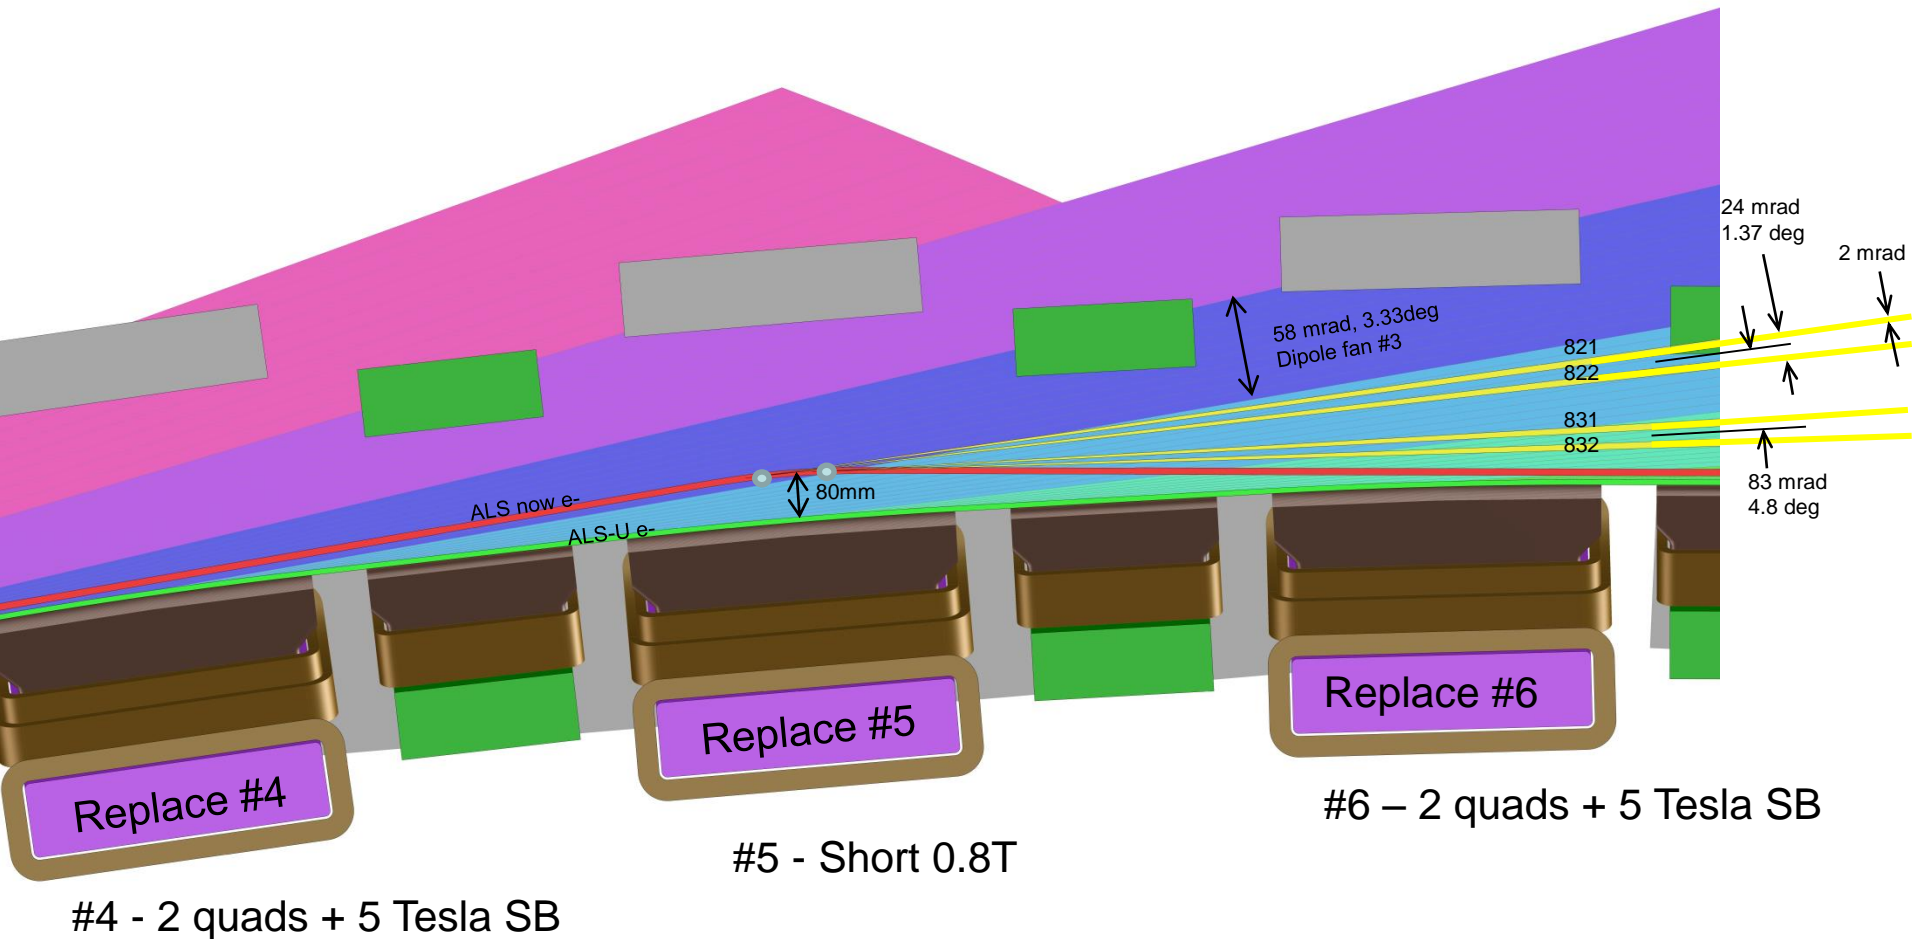 24 mrad
1.37 deg
2 mrad
58 mrad, 3.33deg
Dipole fan #3
821
822
831
832
80mm
ALS now e-
ALS-U e-
83 mrad
4.8 deg
Replace #4
Replace #5
Replace #6
#6 – 2 quads + 5 Tesla SB
#5 - Short 0.8T
#4 - 2 quads + 5 Tesla SB